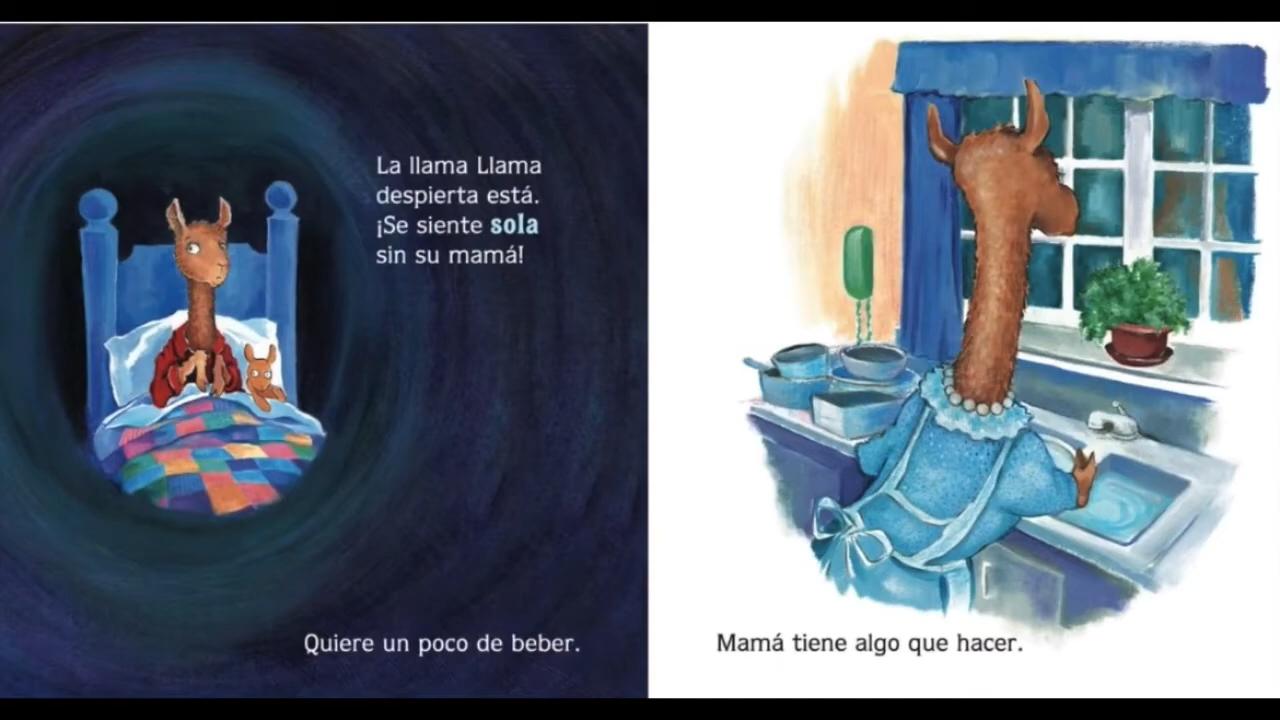 La llama Llama
despierta está.
¡Se siente sola
sin su mamá!
Quiere un poco de beber.
Mamá tiene algo que hacer.